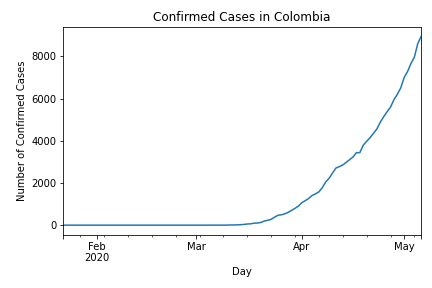 Confirmed Cases in Colombia
Number of Confirmed Cases
8000
6000
4000
2000
0
Feb
2020
Mar
Apr
May
Day